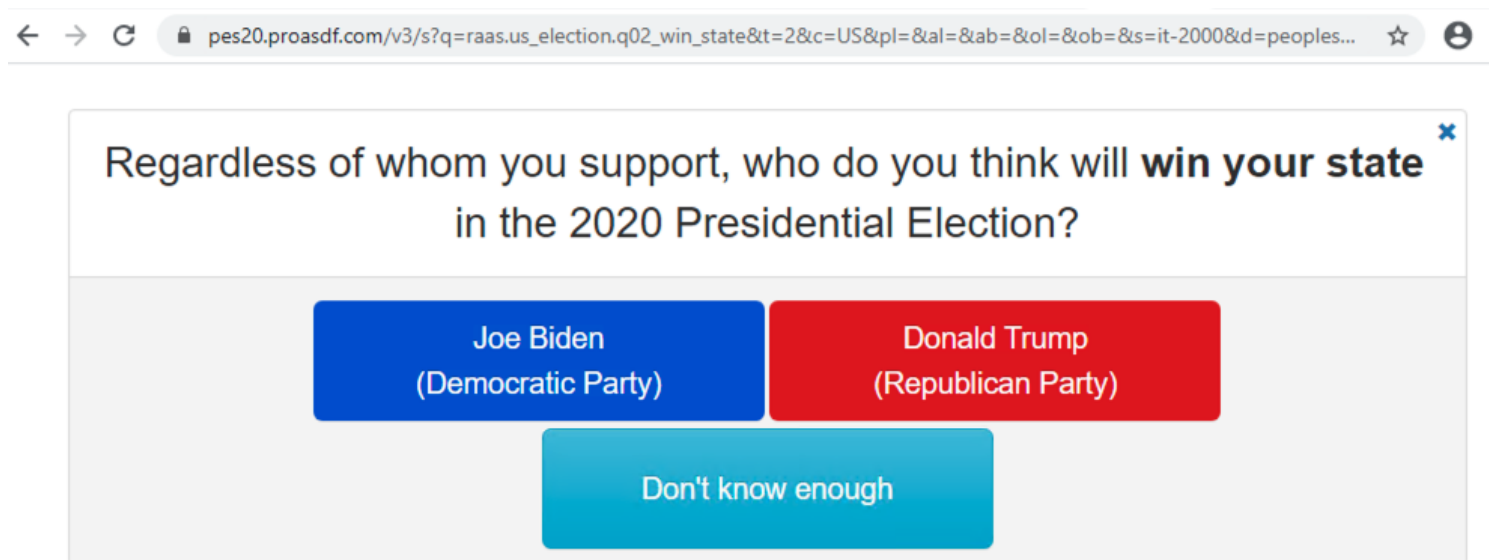 pes20.proasdf.com/v3/s?q=raas.us_election.q02_win_state&t=2&c=US&pl=&al=&ab=&ol=&ob=&s=it-2000&d=peoples...
Regardless of whom you support, who do you think will win your state
in the 2020 Presidential Election?
Joe Biden
(Democratic Party)
Donald Trump
(Republican Party)
Don't know enough